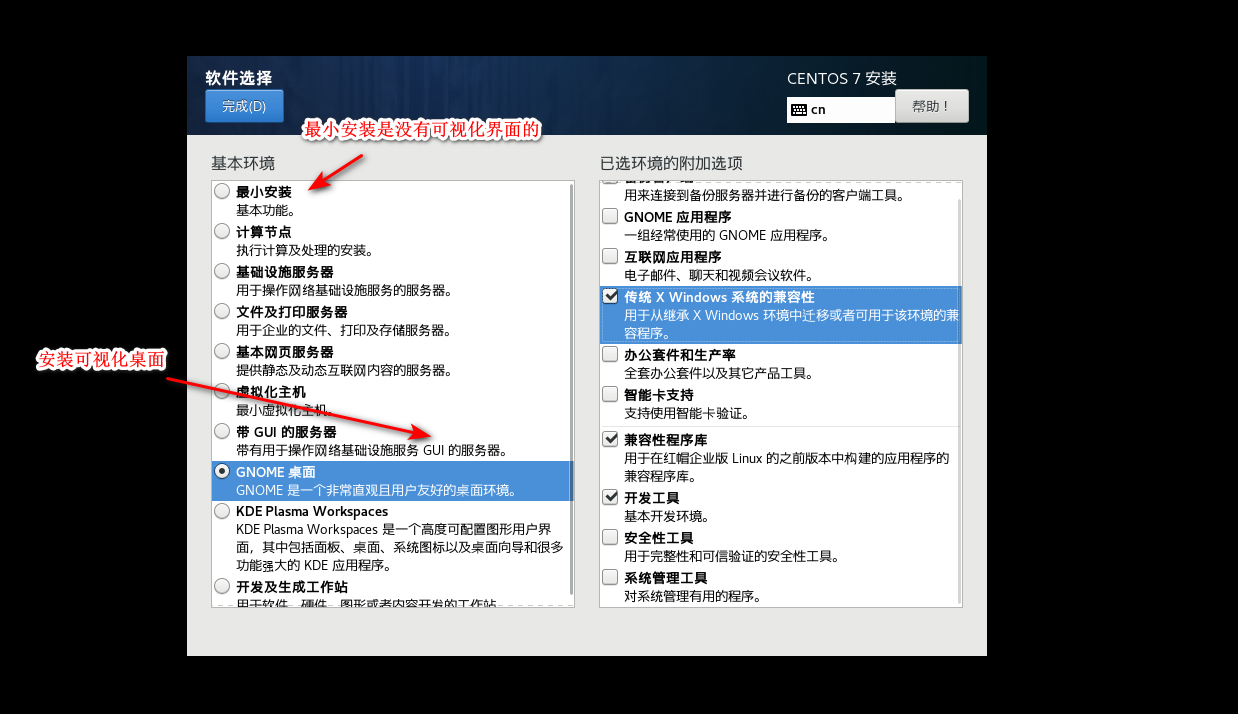 软件选择
CENTOS 7 安装
完成(D)
cn
帮助！
最小安装是没有可视化界面的
基本环境
最小安装
基本功能。
计算节点
执行计算及处理的安装。
基础设施服务器
用于操作网络基础设施服务的服务器。
文件及打印服务器
用于企业的文件、打印及存储服务器。
基本网页服务器
提供静态及动态互联网内容的服务器。
安装可视化桌面
虚拟化主机
最小虚拟化主机。
带 GUI 的服务器
带有用于操作网络基础设施服务 GUI 的服务器。
GNOME 桌面
GNOME 是一个非常直观且用户友好的桌面环境。
KDE Plasma Workspaces
KDE Plasma Workspaces 是一个高度可配置图形用户界
面，其中包括面板、桌面、系统图标以及桌面向导和很多
功能强大的 KDE 应用程序。
开发及生成工作站
用于软件、硬件、图形或者内容开发的工作站
已选环境的附加选项
用来连接到备份服务器并进行备份的客户端工具。
GNOME 应用程序
一组经常使用的 GNOME 应用程序。
互联网应用程序
电子邮件、聊天和视频会议软件。
传统 X Windows 系统的兼容性
用于从继承 X Windows 环境中迁移或者可用于该环境的兼
容程序。
办公套件和生产率
全套办公套件以及其它产品工具。
智能卡支持
支持使用智能卡验证。
兼容性程序库
用于在红帽企业版 Linux 的之前版本中构建的应用程序的
兼容程序库。
开发工具
基本开发环境。
安全性工具
用于完整性和可信验证的安全性工具。
系统管理工具
对系统管理有用的程序。